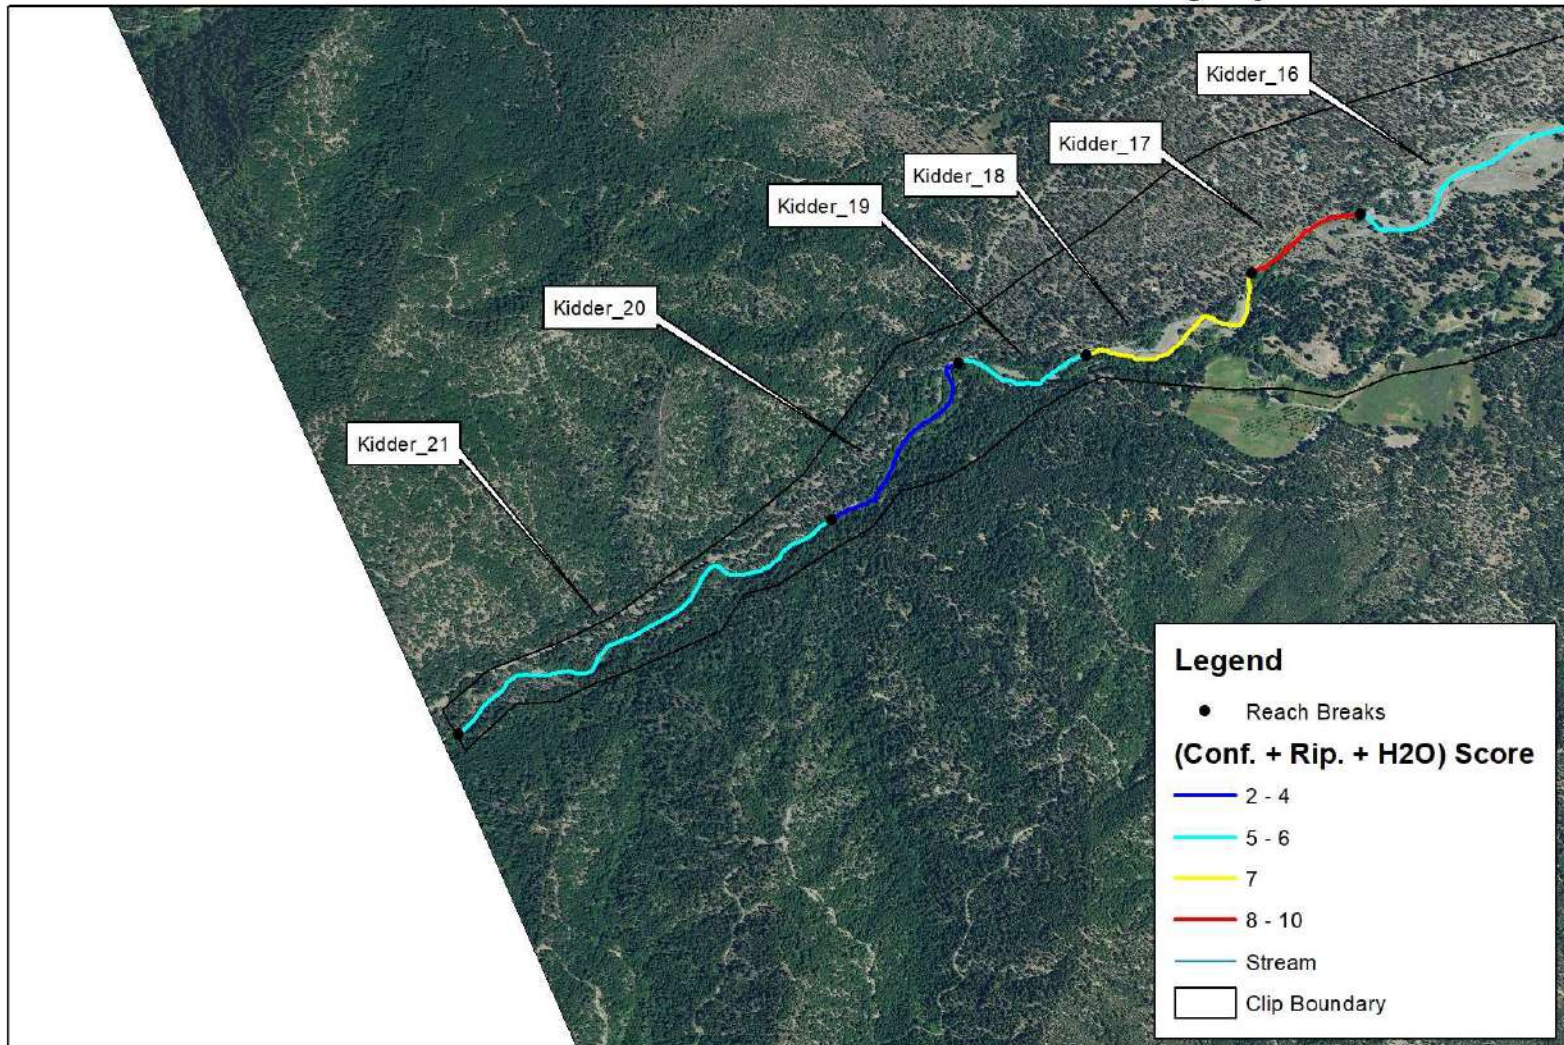 Kidder_16
Kidder_17
Kidder_18
Kidder_19
Kidder_20
Kidder_21
Legend
Reach Breaks
(Conf. + Rip. + H2O) Score
2 - 4
5 - 6
7
8 - 10
Stream
Clip Boundary